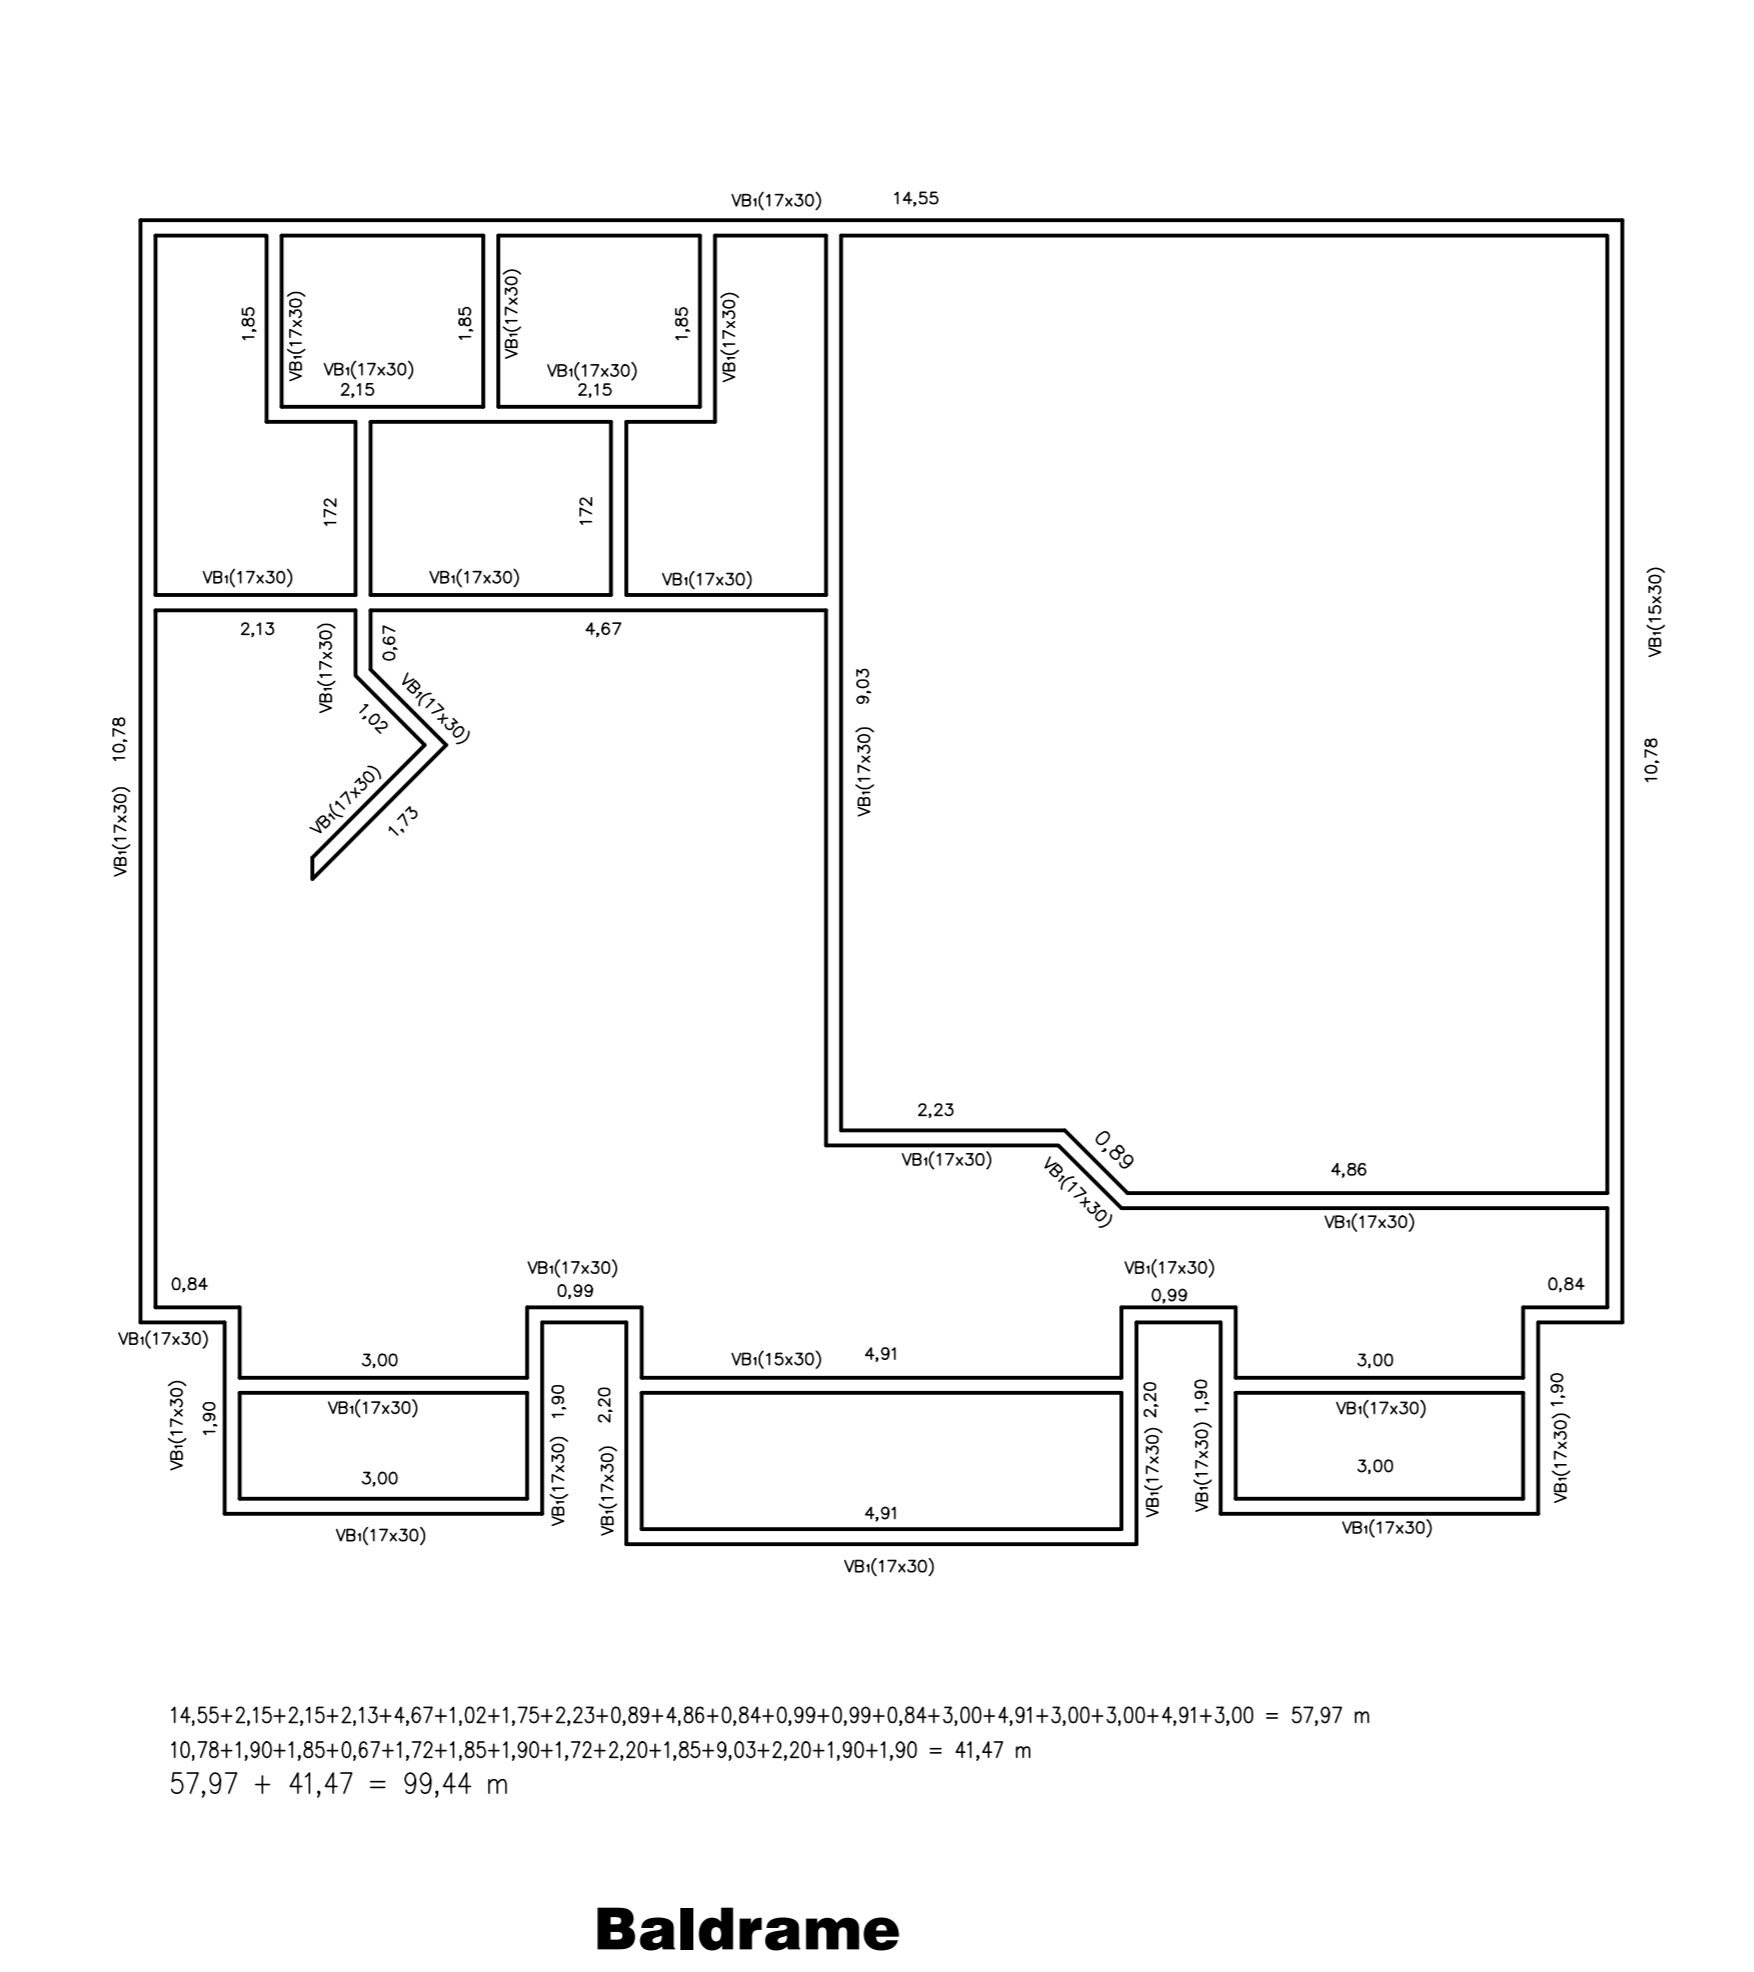 VB1(17x30) 14,55
1,85
VB1(17x30)
1,85
VB1(17x30)
1,85
VB1(17x30)
VB1(17x30)
2,15
VB1(17x30)
2,15
172
172
VB1(17x30)
VB1(17x30)
VB1(17x30)
2,13
VB1(17x30)
0,67
4,67
VB1(17x30)
1,02
VB1(17x30)
1,73
VB1(17x30) 10,78
VB1(17x30) 9,03
VB1(15x30)
10,78
2,23
VB1(17x30)
0,89
VB1(17x30)
4,86
VB1(17x30)
0,84
VB1(17x30)
VB1(17x30)
0,99
VB1(17x30)
0,99
0,84
3,00
VB1(17x30)
VB1(15x30) 4,91
3,00
VB1(17x30)
VB1(17x30)
1,90
VB1(17x30) 1,90
VB1(17x30) 2,20
VB1(17x30) 2,20
VB1(17x30) 1,90
VB1(17x30) 1,90
3,00
VB1(17x30)
4,91
VB1(17x30)
3,00
VB1(17x30)
14,55+2,15+2,15+2,13+4,67+1,02+1,75+2,23+0,89+4,86+0,84+0,99+0,99+0,84+3,00+4,91+3,00+3,00+4,91+3,00 = 57,97 m
10,78+1,90+1,85+0,67+1,72+1,85+1,90+1,72+2,20+1,85+9,03+2,20+1,90+1,90 = 41,47 m
57,97 + 41,47 = 99,44 m
Baldrame